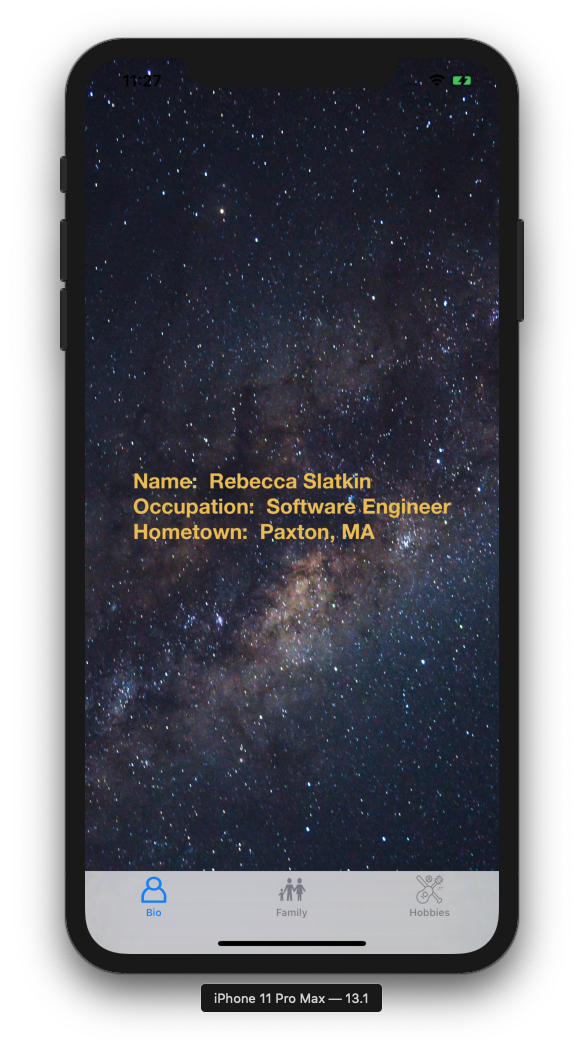 11:27
Name: Rebecca Slatkin
Occupation: Software Engineer
Hometown: Paxton, MA
Bio
Family
Hobbies
iPhone 11 Pro Max — 13.1